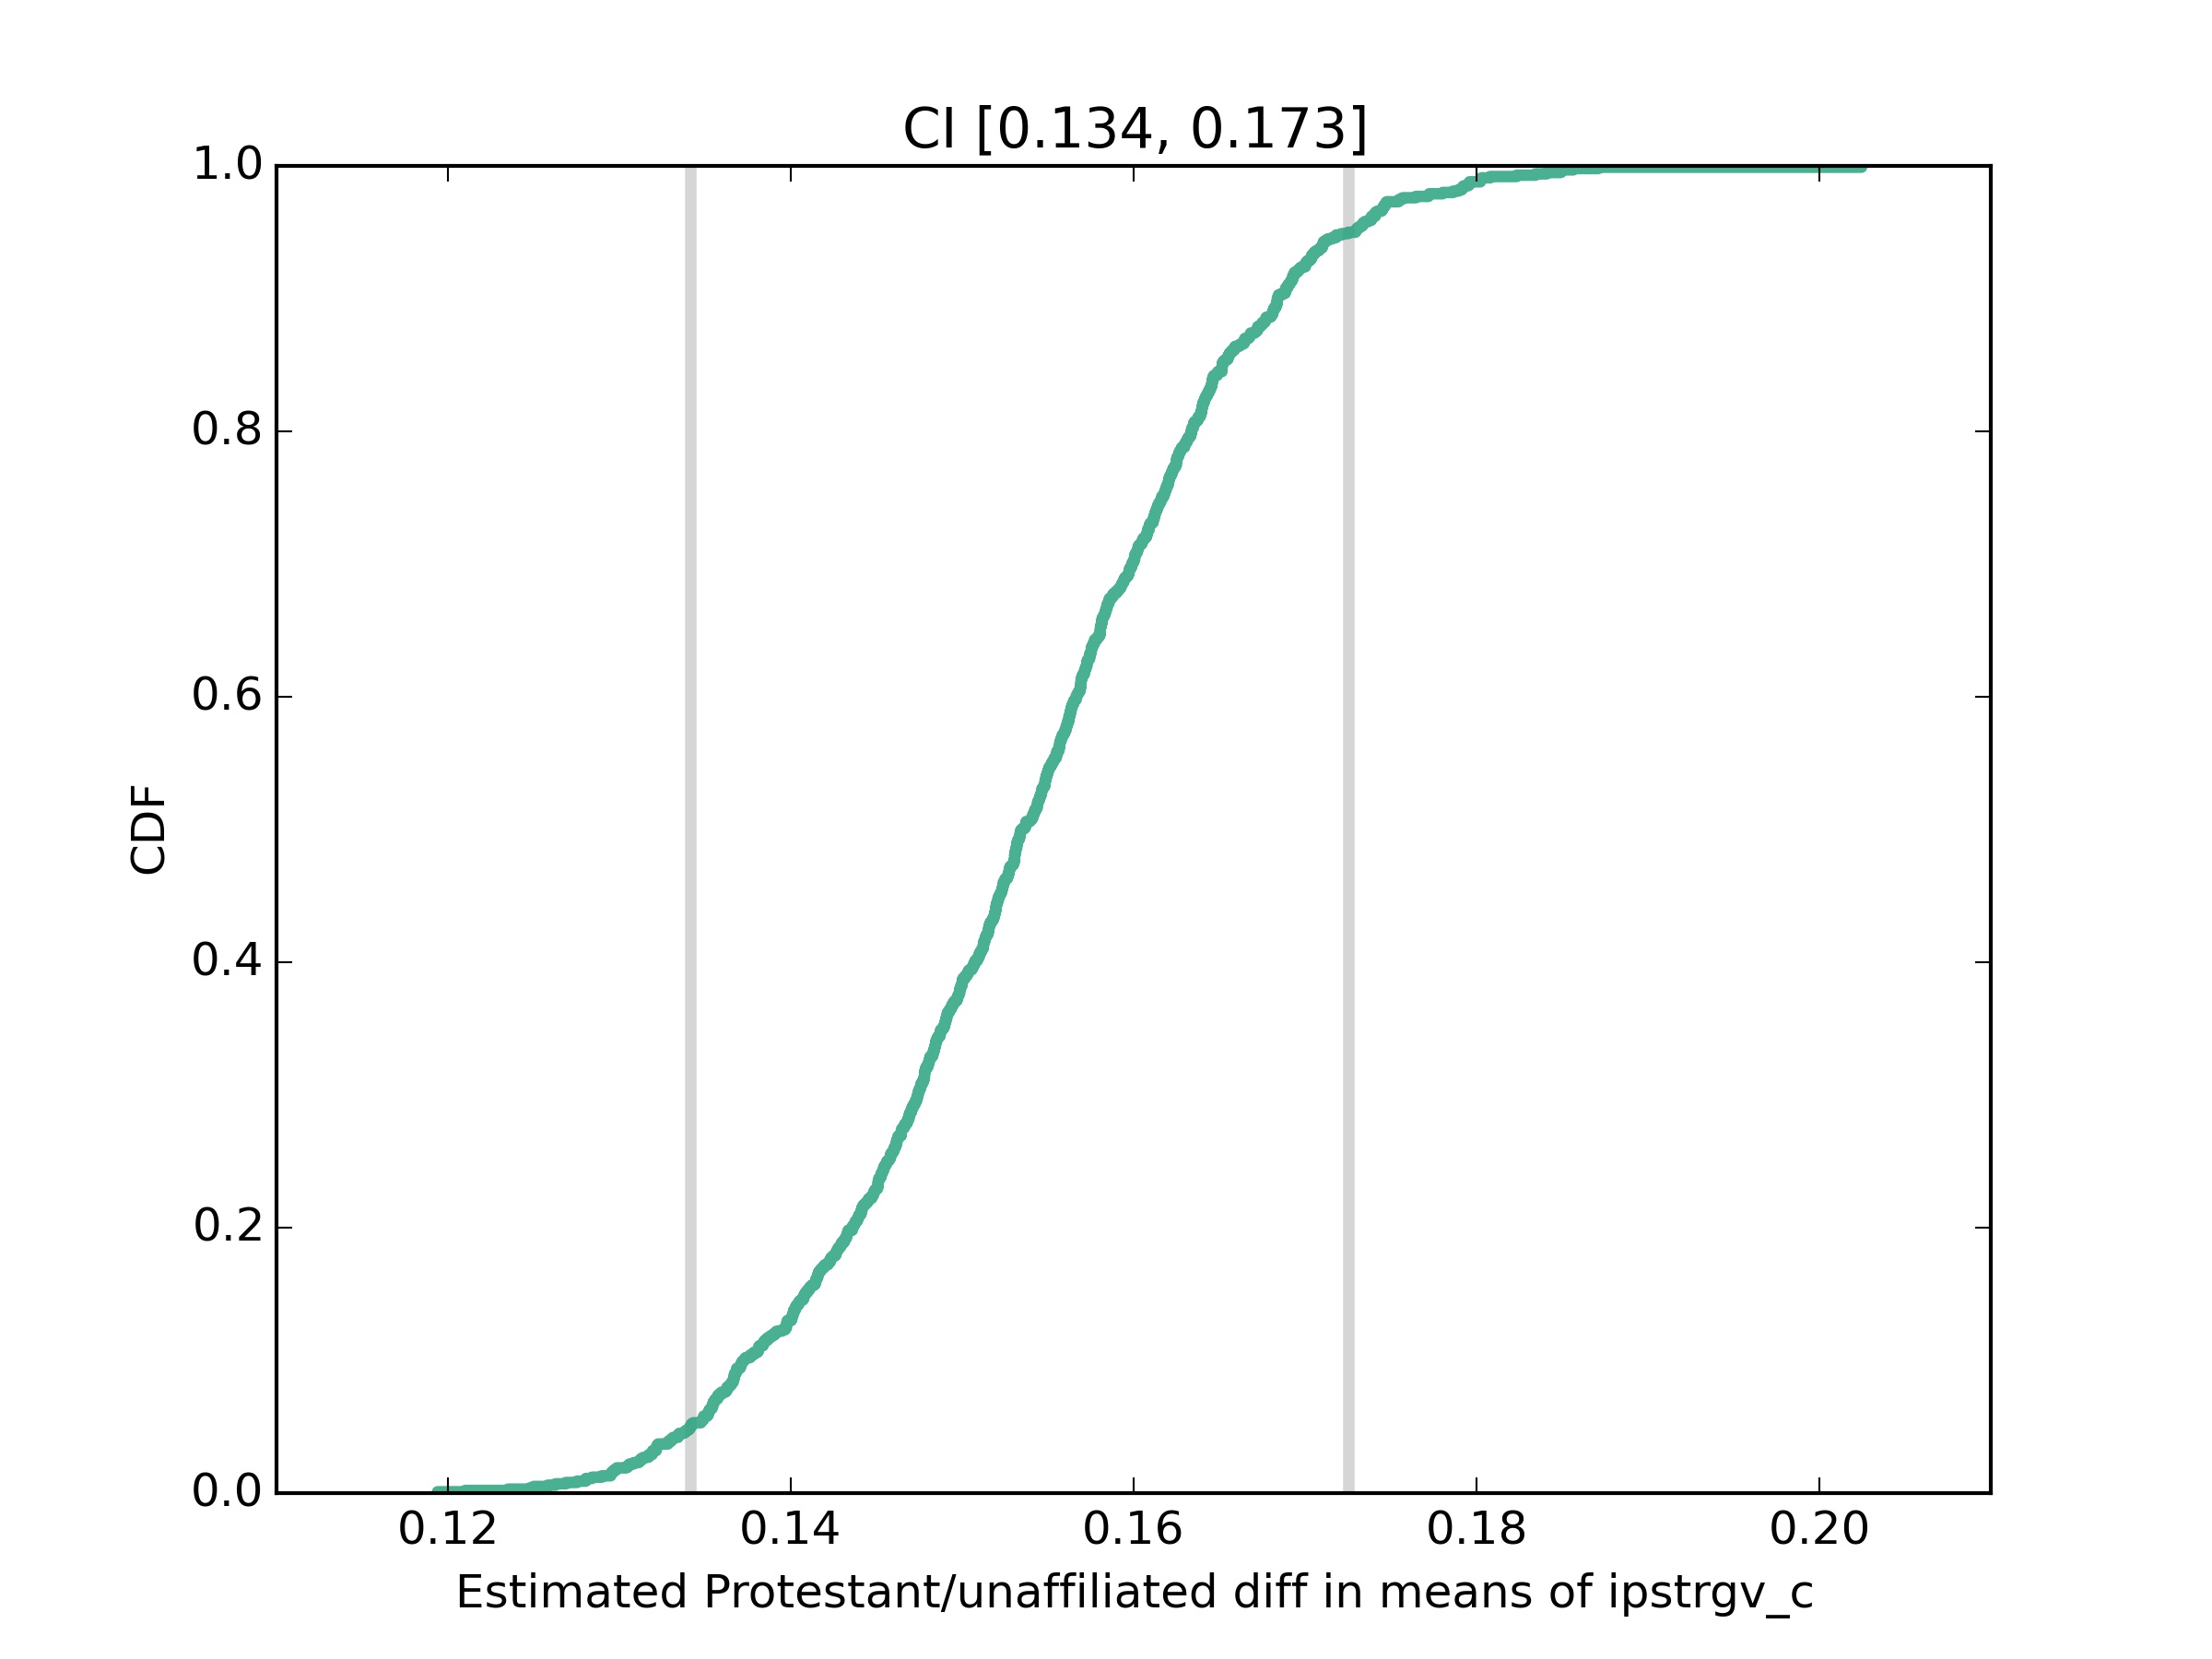 CI [0.134, 0.173]
1.0
0.8
0.6
0.4
0.2
0.0
CDF
0.12 0.14 0.16 0.18 0.20
Estimated Protestant/unaffiliated diff in means of ipstrgv_c